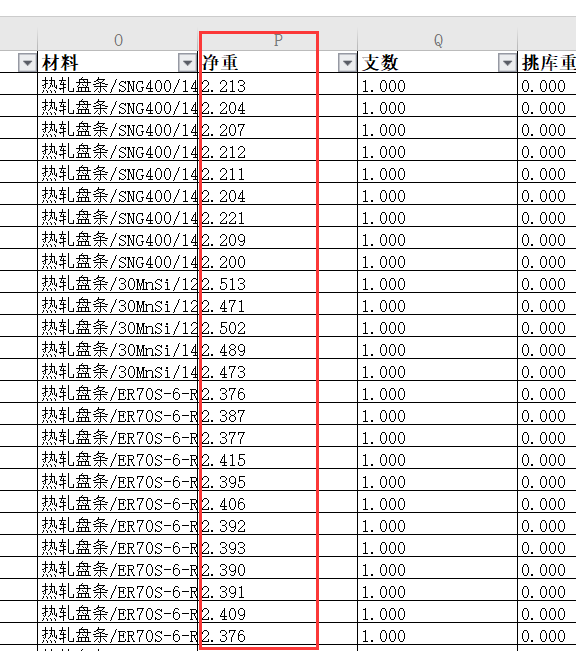 O P Q
材料 净重 支数 挑库重
热轧盘条/SNG400/14 2.213 1.000 0.000
热轧盘条/SNG400/14 2.204 1.000 0.000
热轧盘条/SNG400/14 2.207 1.000 0.000
热轧盘条/SNG400/14 2.212 1.000 0.000
热轧盘条/SNG400/14 2.211 1.000 0.000
热轧盘条/SNG400/14 2.204 1.000 0.000
热轧盘条/SNG400/14 2.221 1.000 0.000
热轧盘条/SNG400/14 2.209 1.000 0.000
热轧盘条/SNG400/14 2.200 1.000 0.000
热轧盘条/30MnSi/12 2.513 1.000 0.000
热轧盘条/30MnSi/12 2.471 1.000 0.000
热轧盘条/30MnSi/12 2.502 1.000 0.000
热轧盘条/30MnSi/14 2.489 1.000 0.000
热轧盘条/30MnSi/14 2.473 1.000 0.000
热轧盘条/ER70S-6-R 2.376 1.000 0.000
热轧盘条/ER70S-6-R 2.387 1.000 0.000
热轧盘条/ER70S-6-R 2.377 1.000 0.000
热轧盘条/ER70S-6-R 2.415 1.000 0.000
热轧盘条/ER70S-6-R 2.395 1.000 0.000
热轧盘条/ER70S-6-R 2.406 1.000 0.000
热轧盘条/ER70S-6-R 2.392 1.000 0.000
热轧盘条/ER70S-6-R 2.393 1.000 0.000
热轧盘条/ER70S-6-R 2.390 1.000 0.000
热轧盘条/ER70S-6-R 2.391 1.000 0.000
热轧盘条/ER70S-6-R 2.409 1.000 0.000
热轧盘条/ER70S-6-R 2.376 1.000 0.000